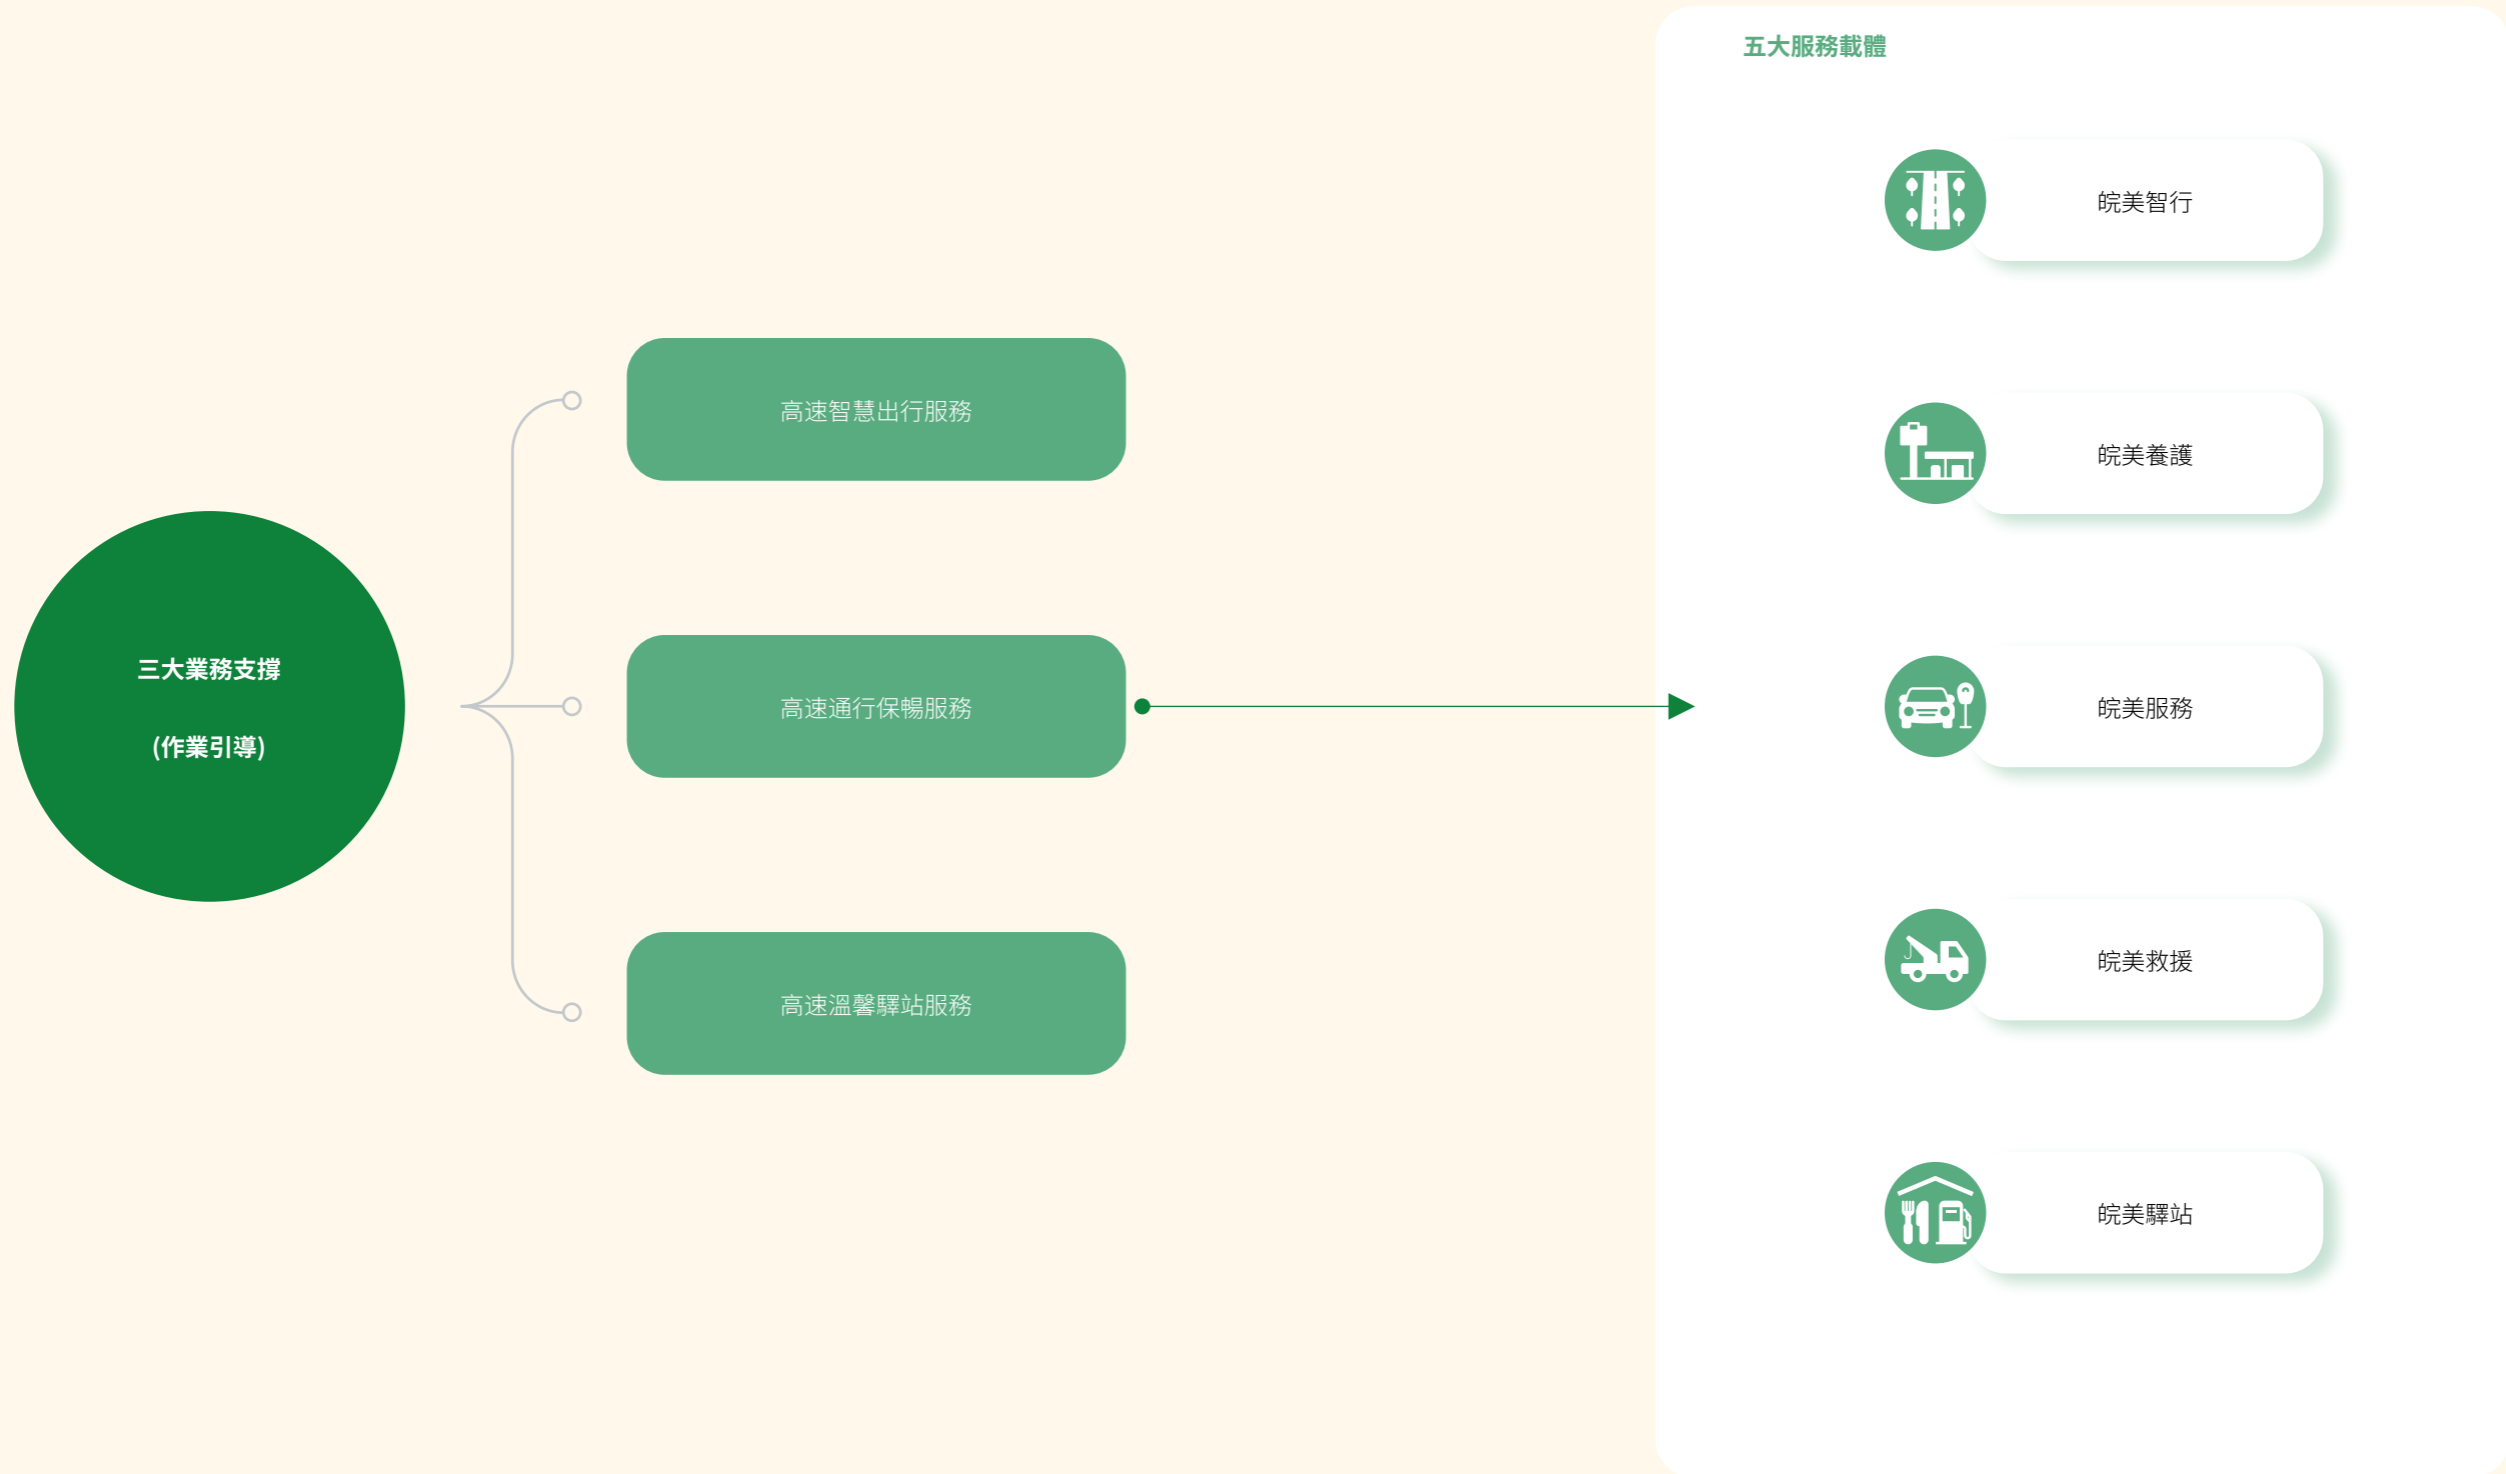 三大業務支撐
(作業引導)
高速智慧出行服務
高速通行保暢服務
高速溫馨驛站服務
五大服務載體
皖美智行
皖美養護
皖美服務
皖美救援
皖美驛站